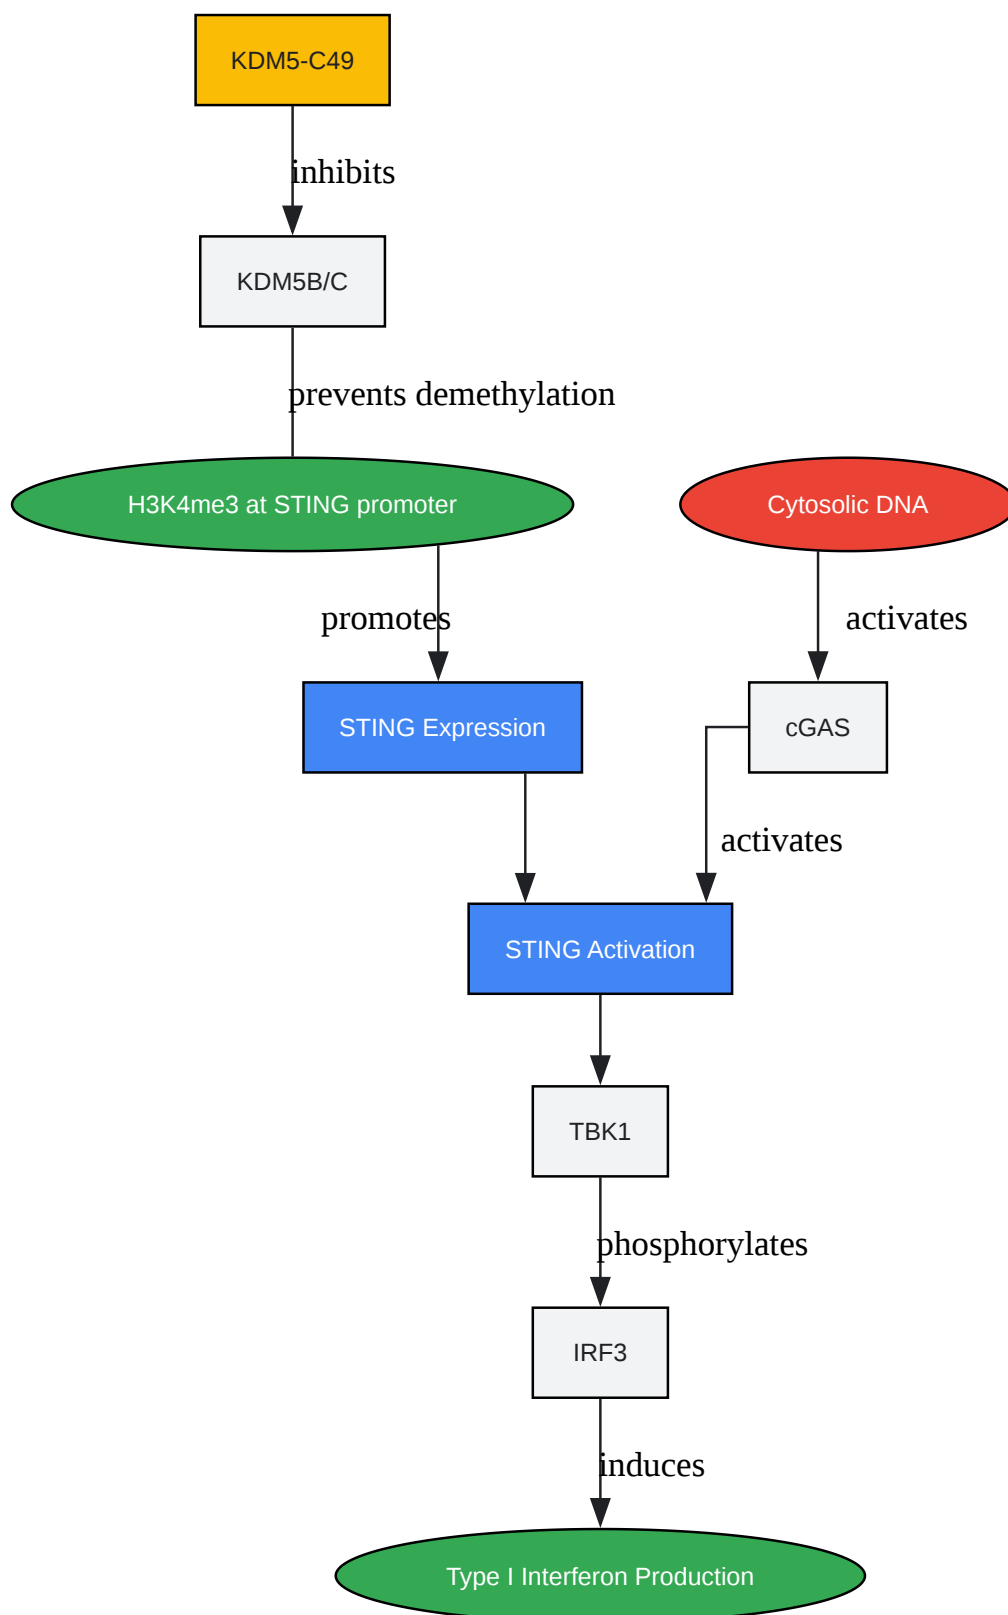 KDM5-C49
inhibits
KDM5B/C
prevents demethylation
H3K4me3 at STING promoter
Cytosolic DNA
promotes
activates
STING Expression
cGAS
activates
STING Activation
TBK1
phosphorylates
IRF3
induces
Type I Interferon Production